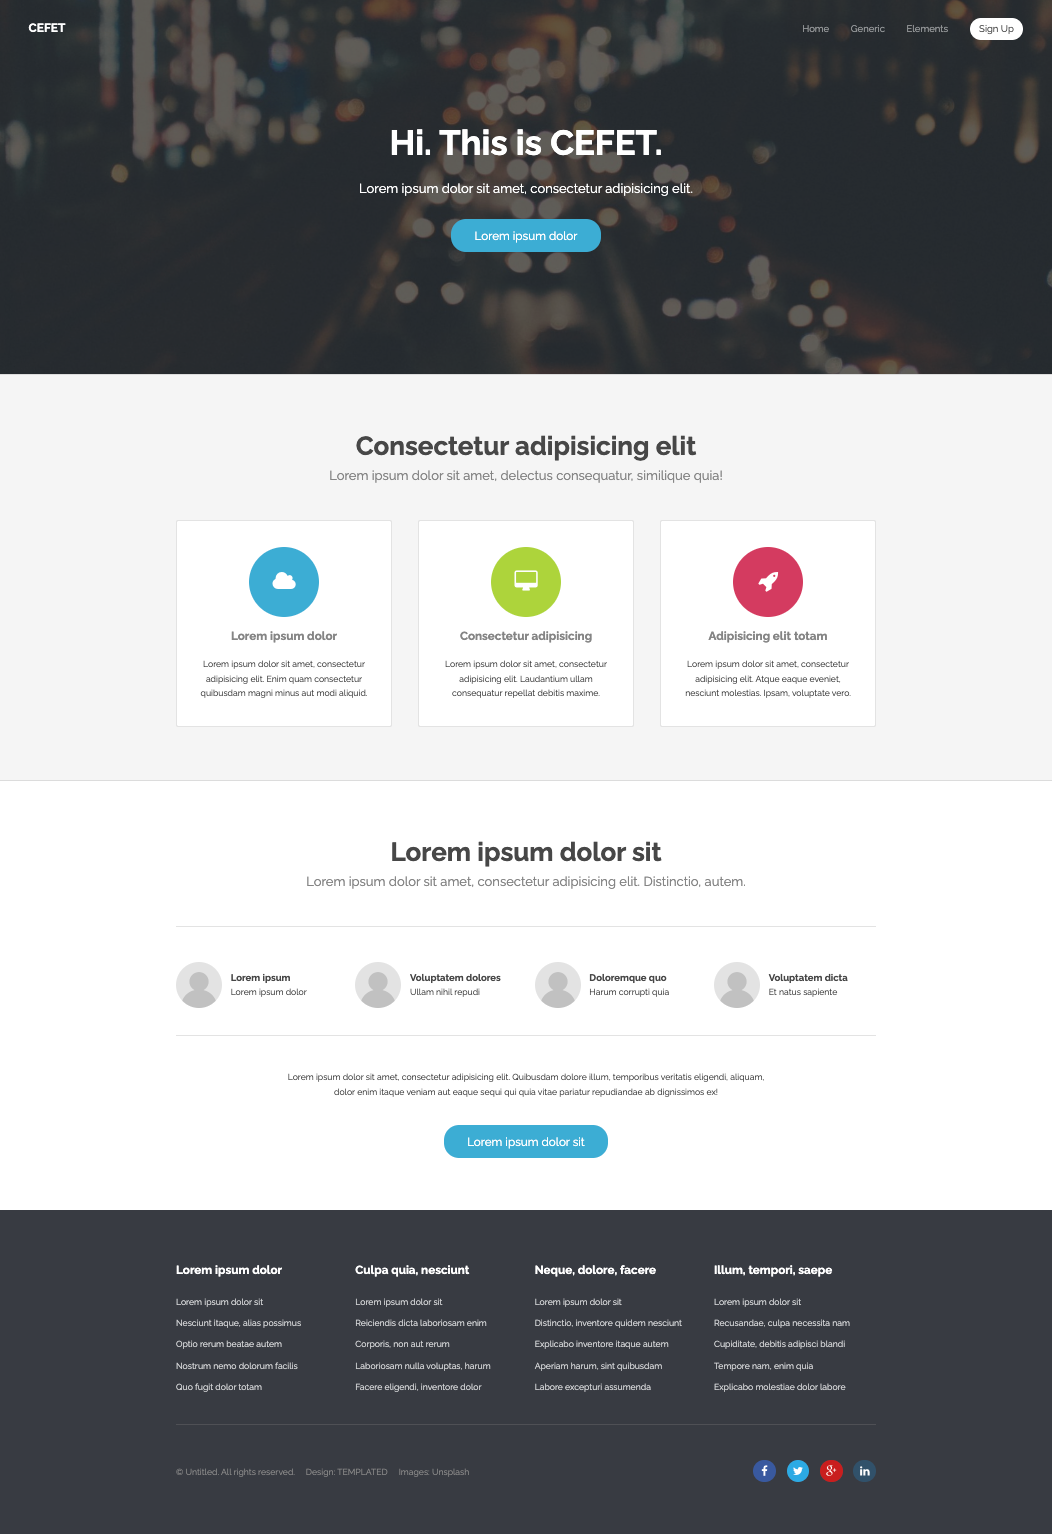 CEFET
Home Generic Elements Sign Up
Hi. This is CEFET.
Lorem ipsum dolor sit amet, consectetur adipisicing elit.
Lorem ipsum dolor
Consectetur adipisicing elit
Lorem ipsum dolor sit amet, delectus consequatur, similique quia!
Lorem ipsum dolor
Lorem ipsum dolor sit amet, consectetur
adipisicing elit. Enim quam consectetur
quibusdam magni minus aut modi aliquid.
Consectetur adipisicing
Lorem ipsum dolor sit amet, consectetur
adipisicing elit. Laudantium ullam
consequatur repellat debitis maxime.
Adipisicing elit totam
Lorem ipsum dolor sit amet, consectetur
adipisicing elit. Atque eaque eveniet,
nesciunt molestias. Ipsam, voluptate vero.
Lorem ipsum dolor sit
Lorem ipsum dolor sit amet, consectetur adipisicing elit. Distinctio, autem.
Lorem ipsum
Lorem ipsum dolor
Voluptatem dolores
Ullam nihil repudi
Doloremque quo
Harum corrupti quia
Voluptatem dicta
Et natus sapiente
Lorem ipsum dolor sit amet, consectetur adipisicing elit. Quibusdam dolore illum, temporibus veritatis eligendi, aliquam,
dolor enim itaque veniam aut eaque sequi qui quia vitae pariatur repudiandae ab dignissimos ex!
Lorem ipsum dolor sit
Lorem ipsum dolor
Lorem ipsum dolor sit
Nesciunt itaque, alias possimus
Optio rerum beatae autem
Nostrum nemo dolorum facilis
Quo fugit dolor totam
Culpa quia, nesciunt
Lorem ipsum dolor sit
Reiciendis dicta laboriosam enim
Corporis, non aut rerum
Laboriosam nulla voluptas, harum
Facere eligendi, inventore dolor
Neque, dolore, facere
Lorem ipsum dolor sit
Distinctio, inventore quidem nesciunt
Explicabo inventore itaque autem
Aperiam harum, sint quibusdam
Labore excepturi assumenda
Illum, tempori, saepe
Lorem ipsum dolor sit
Recusandae, culpa necessita nam
Cupiditate, debitis adipisci blandi
Tempore nam, enim quia
Explicabo molestiae dolor labore
© Untitled. All rights reserved. Design: TEMPLATED Images: Unsplash